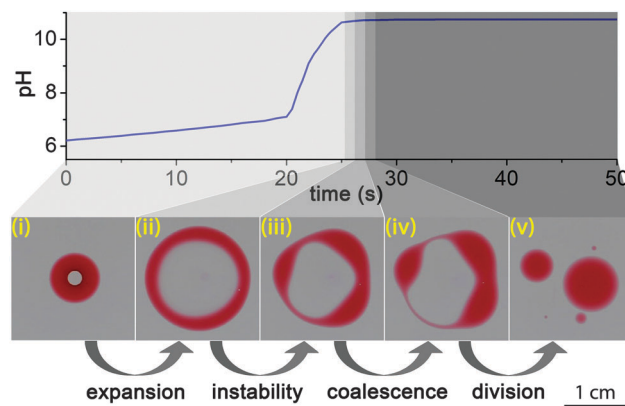 10
8
6
pH
0 10 20 30 40 50
time (s)
(i) (ii) (iii) (iv) (v)
expansion instability coalescence division 1 cm